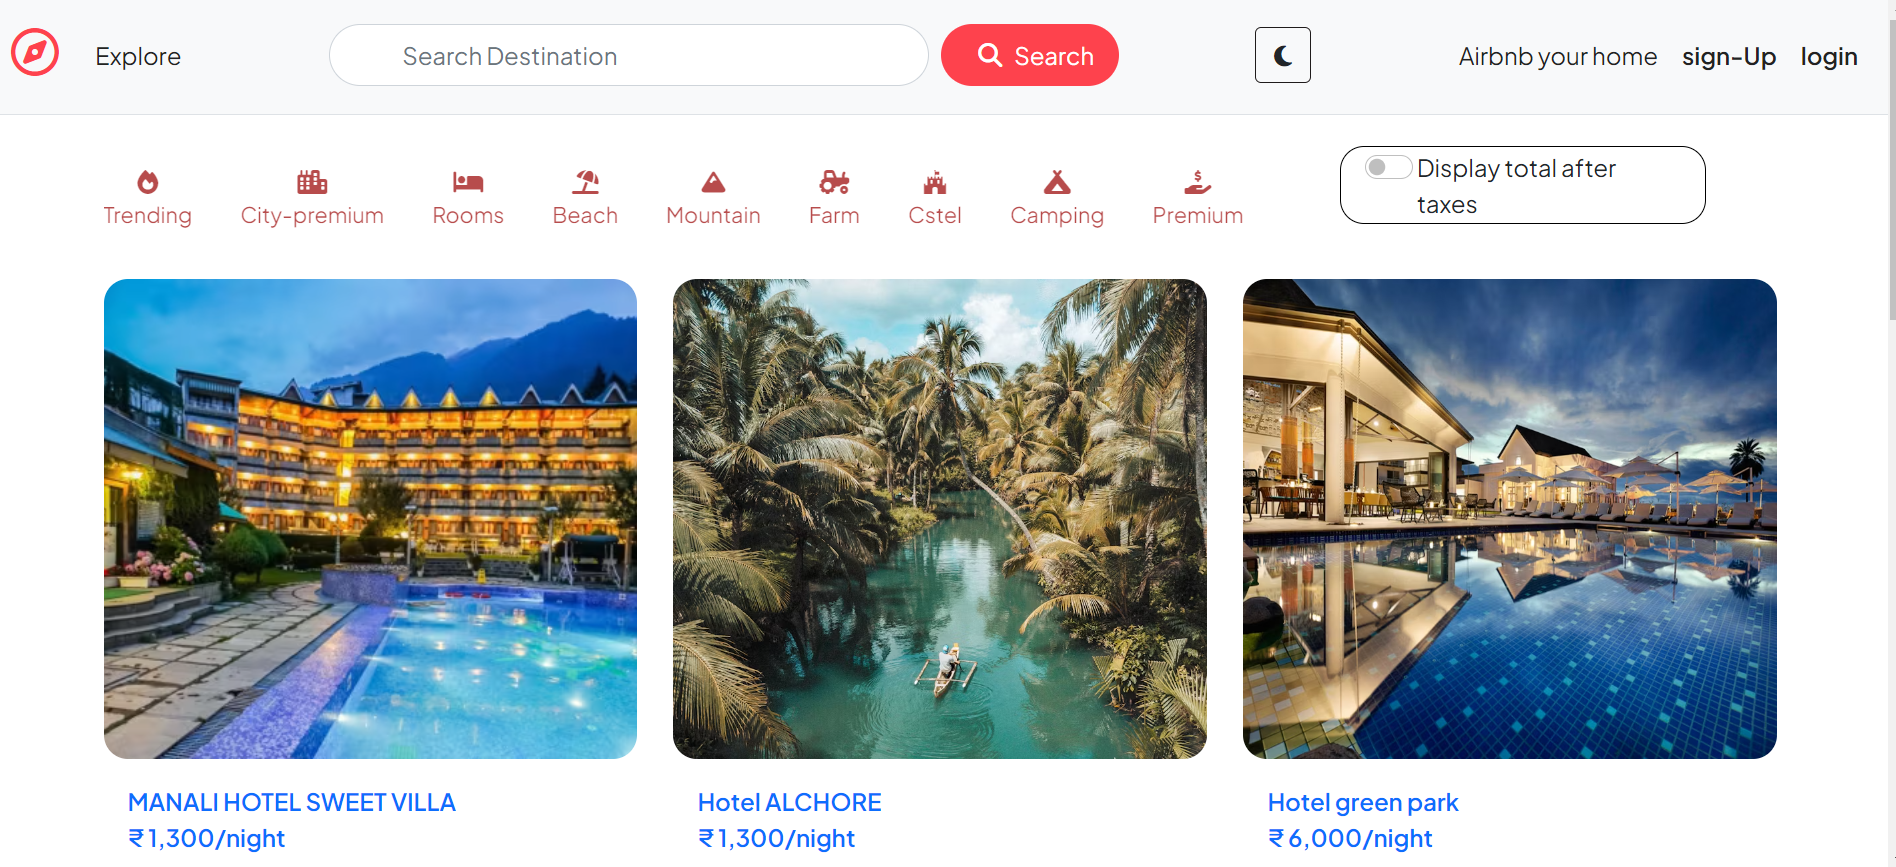 Explore
Search Destination
Search
Airbnb your home
sign-Up
login
Trending
City-premium
Rooms
Beach
Mountain
Farm
Cstel
Camping
Premium
Display total after
taxes
MANALI HOTEL SWEET VILLA
₹ 1,300/night
Hotel ALCHORE
₹ 1,300/night
Hotel green park
₹ 6,000/night